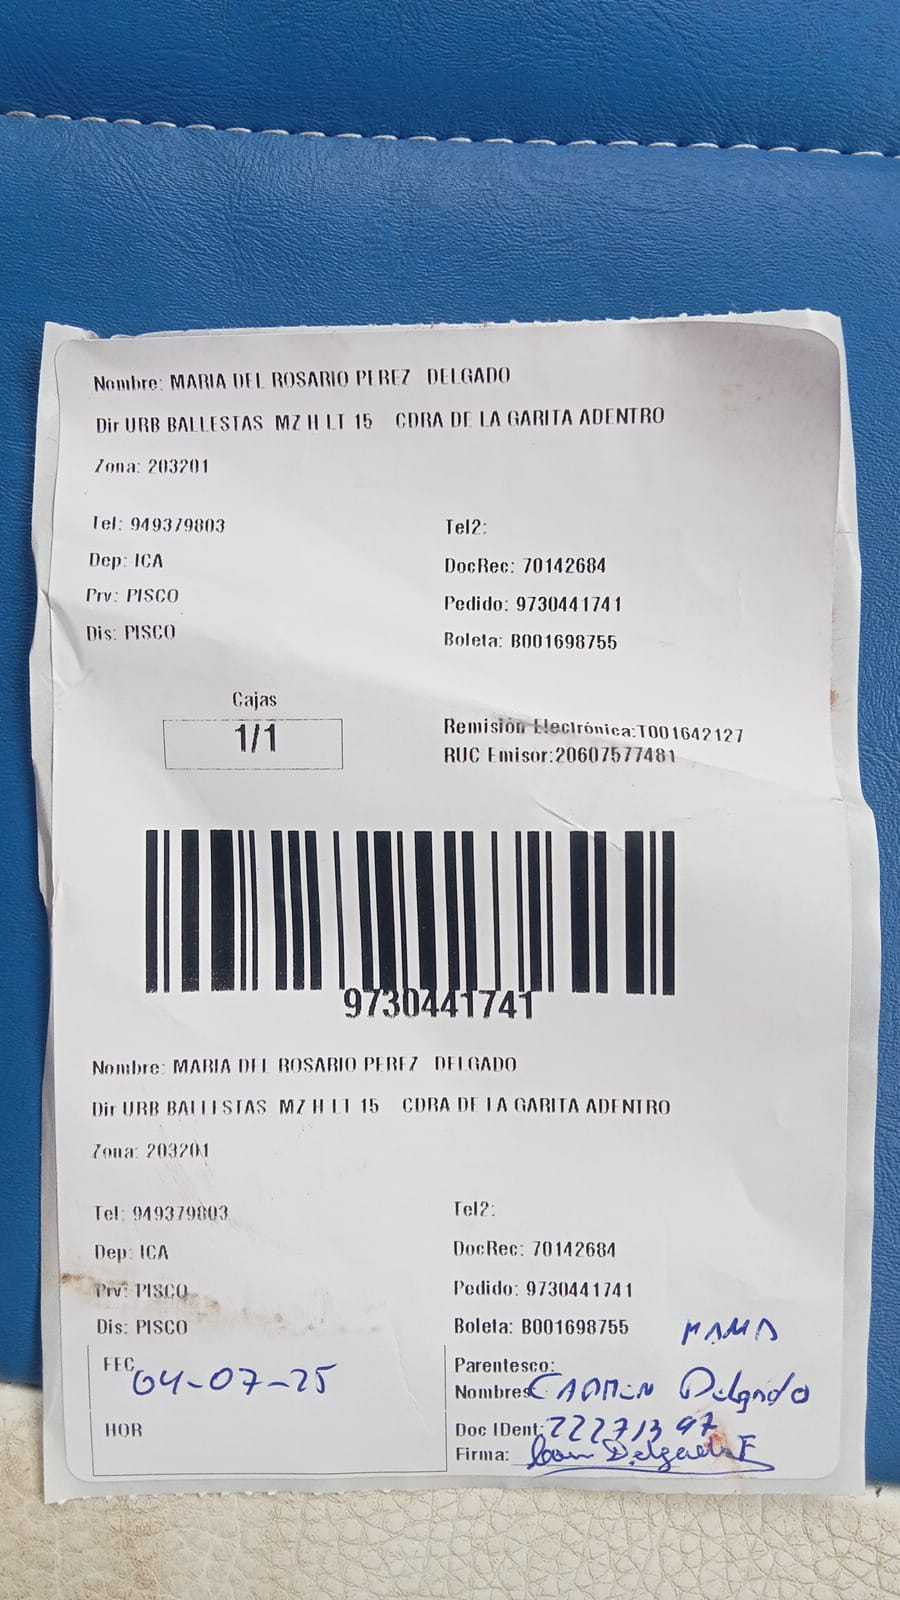 Nombre: MARIA DEL ROSARIO PEREZ DELGADO
Dir URB BALLESTAS MZ H LT 15 CDRA DE LA GARITA ADENTRO
Zona: 203201
Tel: 949379803 Tel2:
Dep: ICA DocRec: 70142684
Prv: PISCO Pedido: 9730441741
Dis: PISCO Boleta: B001698755
Cajas
1/1
Remisión Electrónica:T001642127
RUC Emisor:20607577481
9730441741
Nombre: MARIA DEL ROSARIO PEREZ DELGADO
Dir URB BALLESTAS MZ H LT 15 CDRA DE LA GARITA ADENTRO
Zona: 203201
Tel: 949379803 Tel2:
Dep: ICA DocRec: 70142684
Prv: PISCO Pedido: 9730441741
Dis: PISCO Boleta: B001698755 MAMA
FEC 04-07-25 Parentesco:
Nombres CARMEN Delgado
HOR Doc IDent: 22271397
Firma: Delgado F